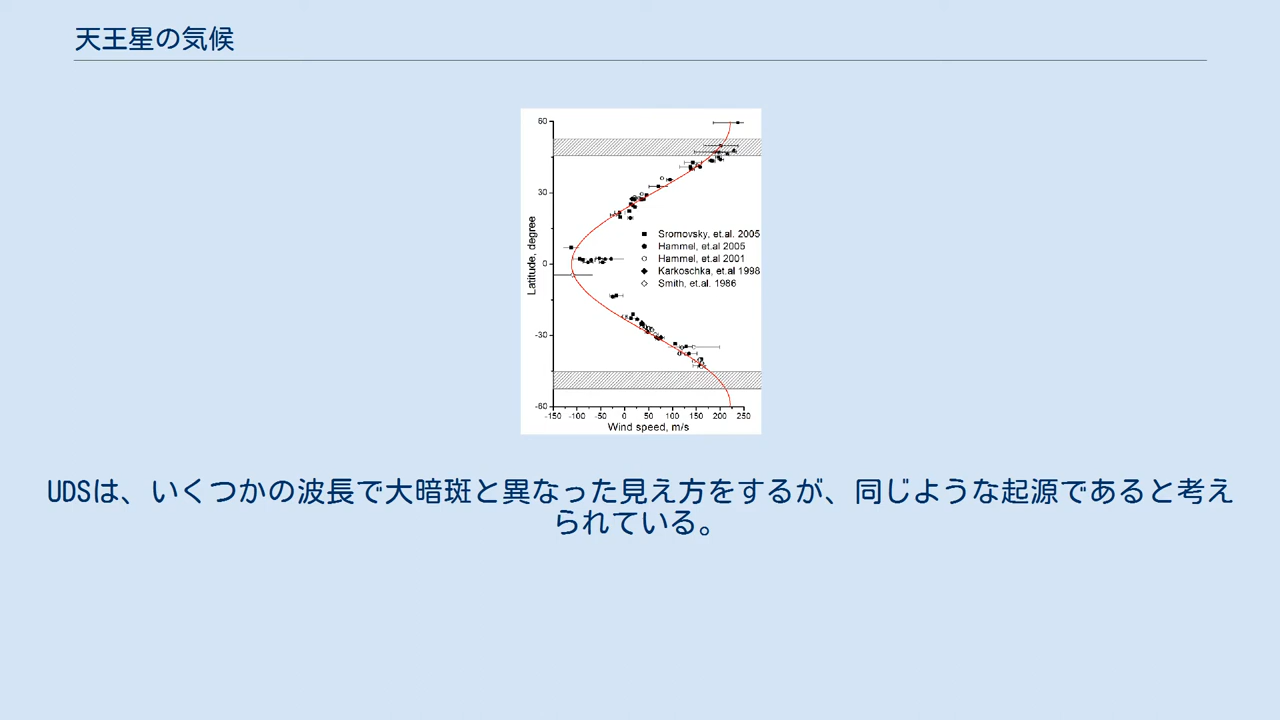 天王星の気候
60
30
0
-30
-60
Latitude, degree
Sromovsky, et.al. 2005
Hammel, et.al 2005
Hammel, et.al 2001
Karkoschka, et.al 1998
Smith, et.al. 1986
-150 -100 -50 0 50 100 150 200 250
Wind speed, m/s
UDSは、いくつかの波長で大暗斑と異なった見え方をするが、同じような起源であると考え
られている。